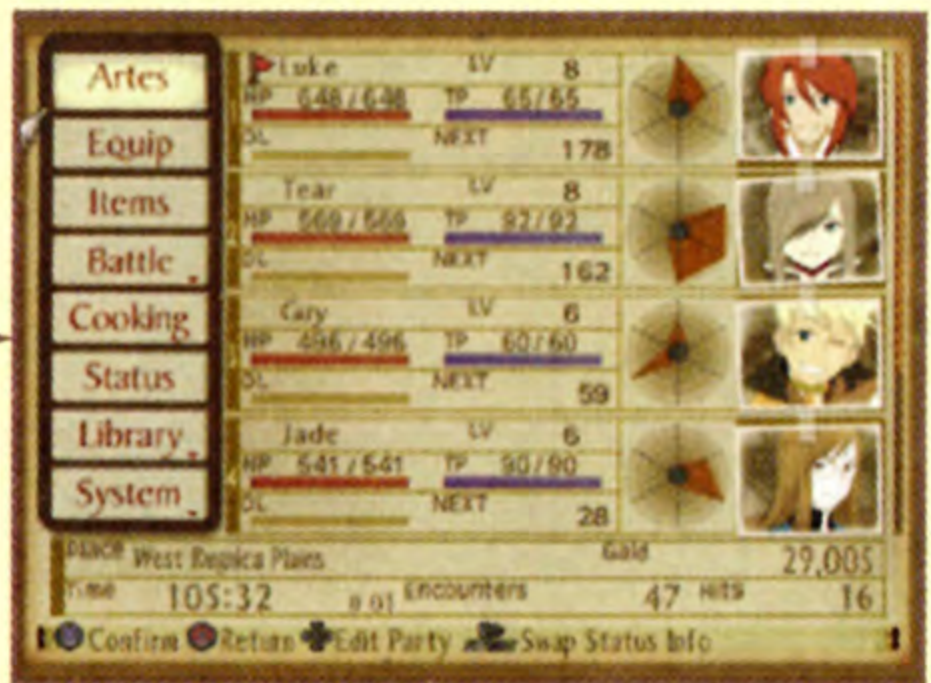 Artes
Equip
Items
Battle
Cooking
Status
Library
System
Luke LV 8
HP 648/648 TP 65/65
OL NEXT 178
Tear LV 8
HP 569/569 TP 92/92
OL NEXT 162
Guy LV 6
HP 496/496 TP 60/60
OL NEXT 59
Jade LV 6
HP 541/541 TP 90/90
OL NEXT 28
Place West Replica Plains Gald 29,005
Time 105:32 Encounters 47 Hits 16
Confirm Return Edit Party Swap Status Info